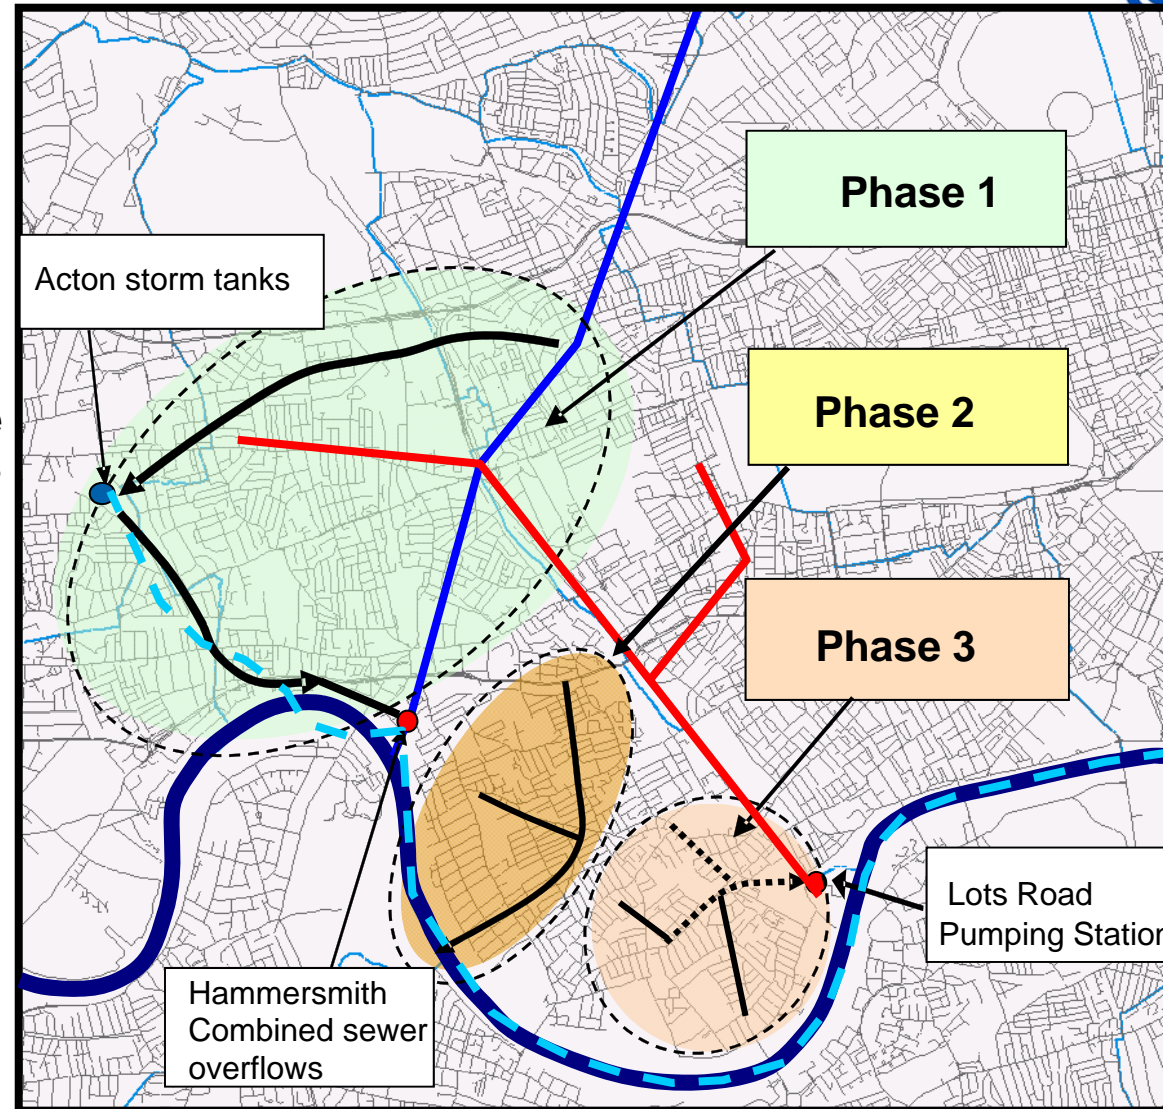 Phase 1
Acton storm tanks
Phase 2
e
Phase 3
Lots Road
Pumping Station
Hammersmith
Combined sewer
overflows